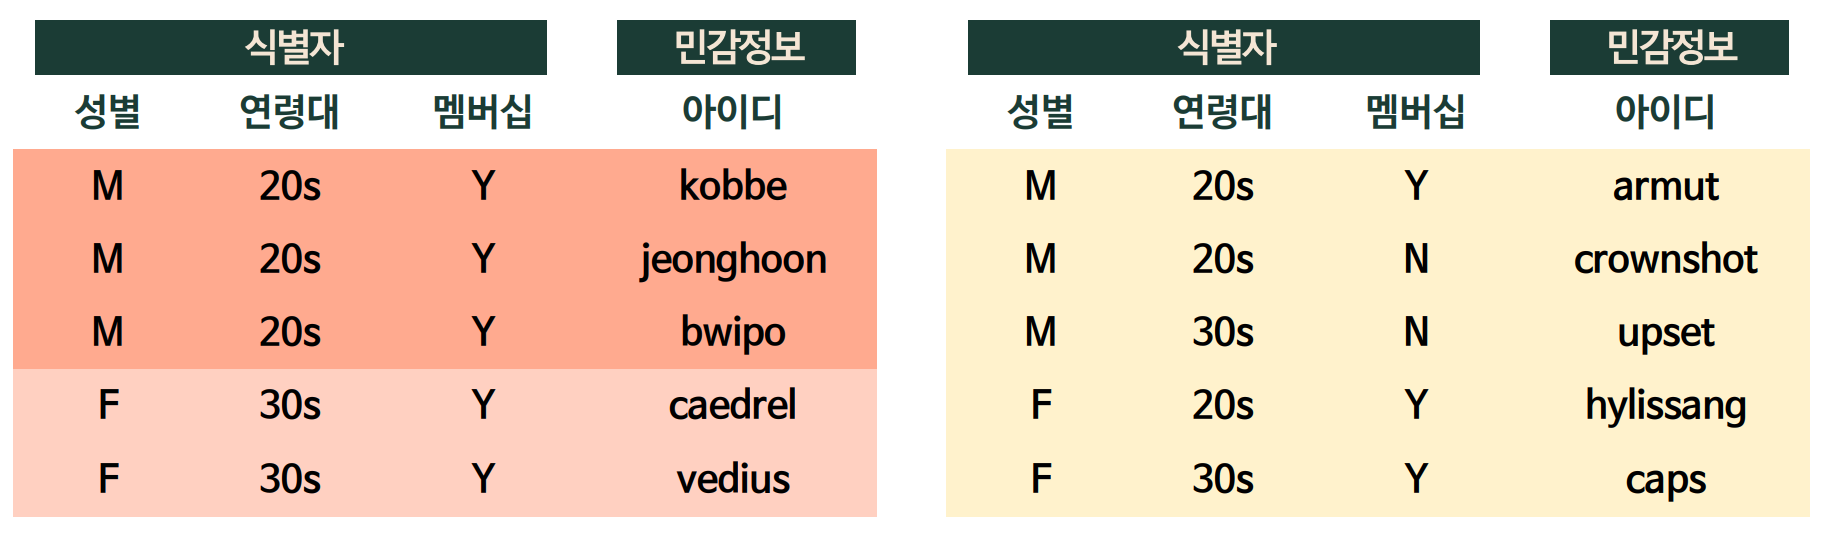 식별자 민감정보
성별 연령대 멤버십 아이디
M 20s Y kobbe
M 20s Y jeonghoon
M 20s Y bwipo
F 30s Y caedrel
F 30s Y vedius
식별자 민감정보
성별 연령대 멤버십 아이디
M 20s Y armut
M 20s N crownshot
M 30s N upset
F 20s Y hylissang
F 30s Y caps